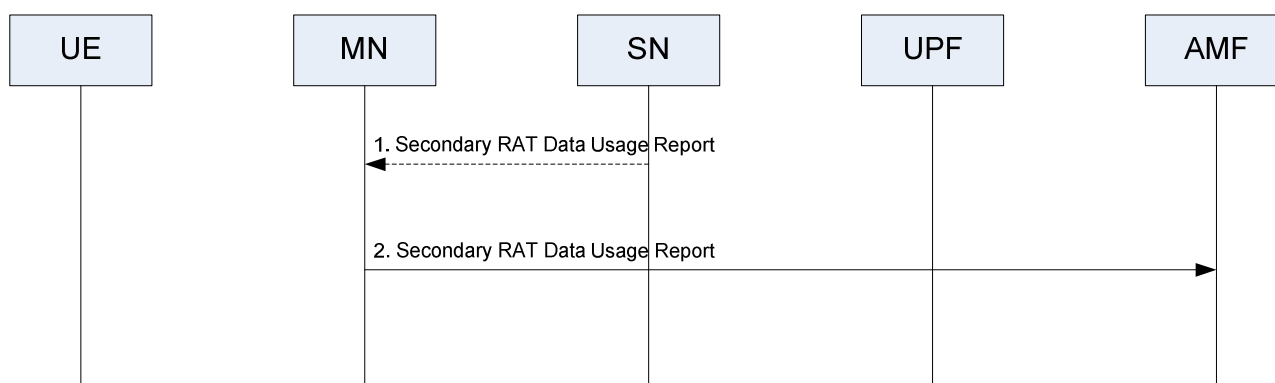 UE
MN
SN
UPF
AMF
1. Secondary RAT Data Usage Report
2. Secondary RAT Data Usage Report